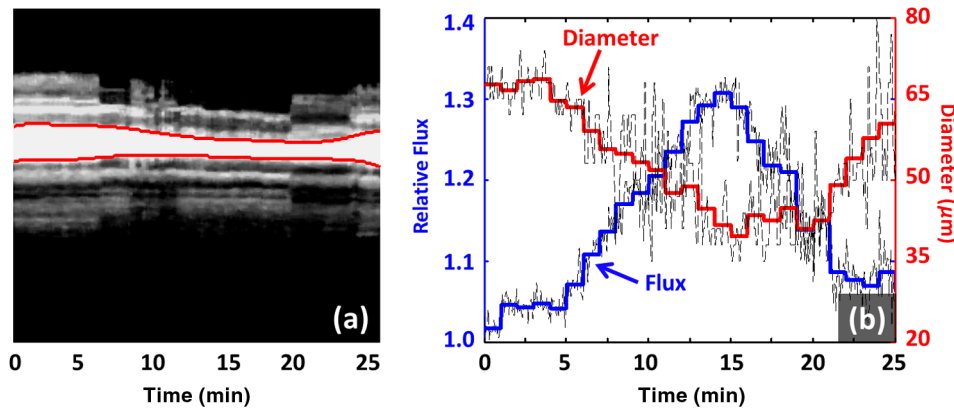 (a)
0 5 10 15 20 25
Time (min)
1.4
1.3
1.2
1.1
1.0
Relative Flux
Diameter
Flux
(b)
80
65
50
35
20
Diameter (μm)
0 5 10 15 20 25
Time (min)